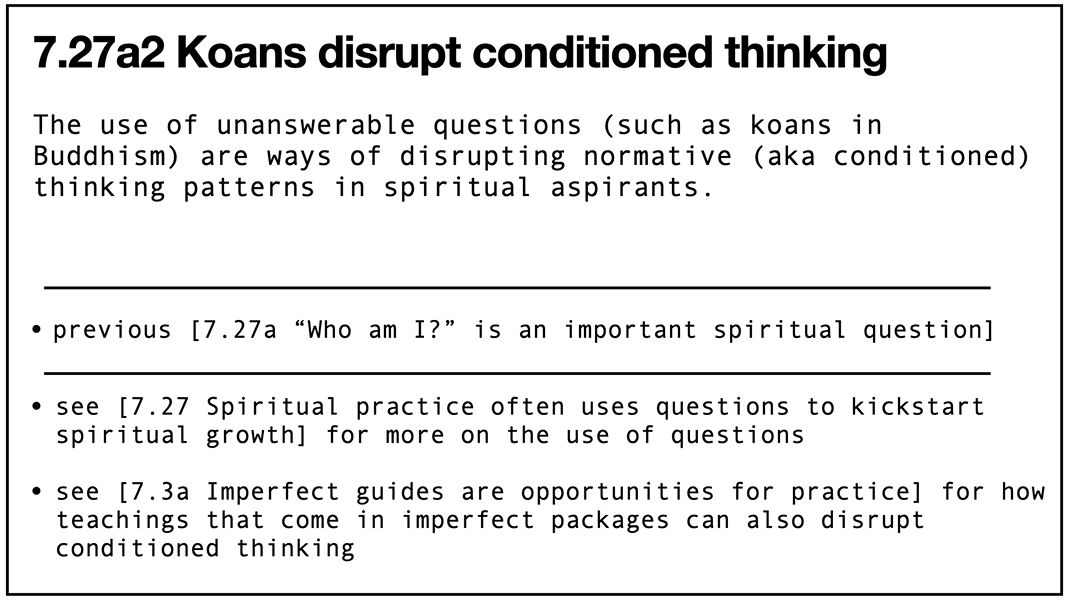 7.27a2 Koans disrupt conditioned thinking
The use of unanswerable questions (such as koans in
Buddhism) are ways of disrupting normative (aka conditioned)
thinking patterns in spiritual aspirants.
• previous [7.27a “Who am I?” is an important spiritual question]
• see [7.27 Spiritual practice often uses questions to kickstart
spiritual growth] for more on the use of questions
• see [7.3a Imperfect guides are opportunities for practice] for how
teachings that come in imperfect packages can also disrupt
conditioned thinking